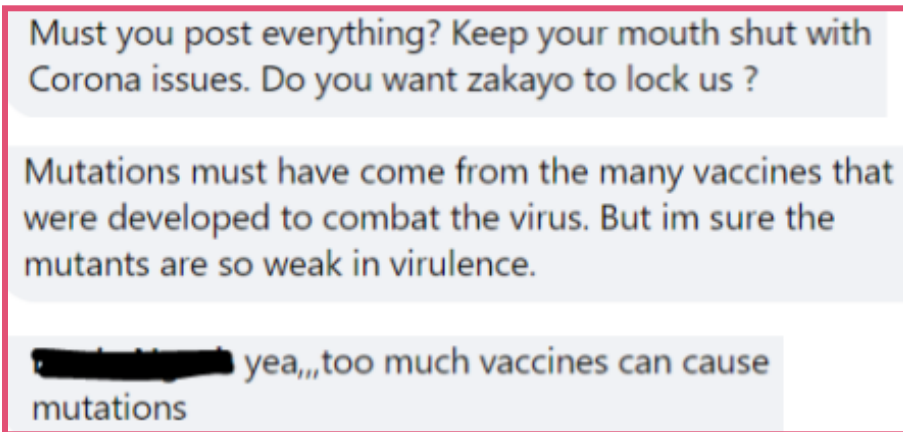 Must you post everything? Keep your mouth shut with
Corona issues. Do you want zakayo to lock us ?
Mutations must have come from the many vaccines that
were developed to combat the virus. But im sure the
mutants are so weak in virulence.
yea,,,too much vaccines can cause
mutations